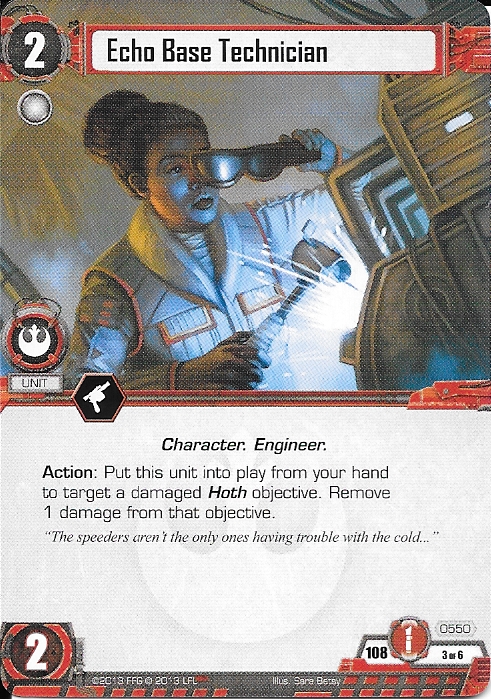 2
Echo Base Technician
UNIT
Character. Engineer.
Action: Put this unit into play from your hand
to target a damaged Hoth objective. Remove
1 damage from that objective.
“The speeders aren’t the only ones having trouble with the cold...”
2
0550
108
3 of 6
©2013 FFG © 2013 LFL Illus. Sara Betsy